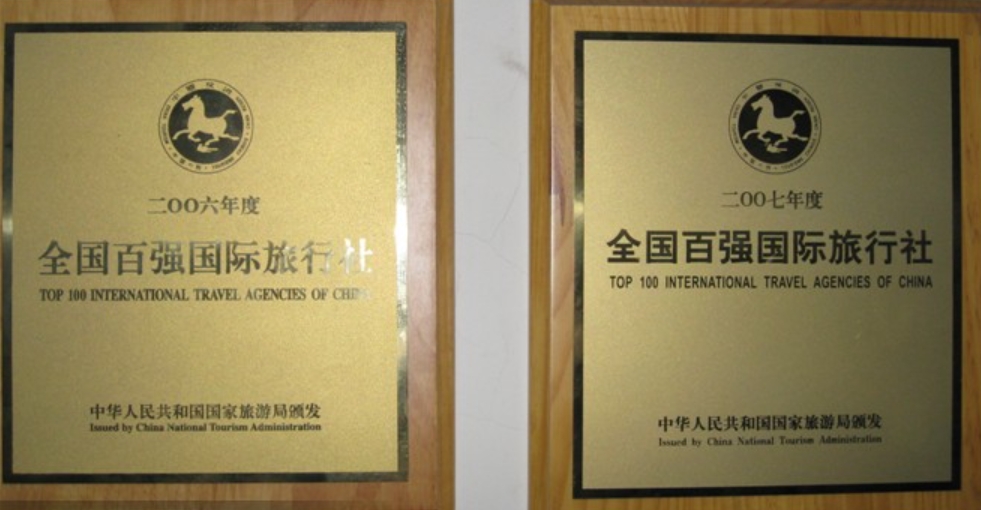 二OO六年度
全国百强国际旅行社
TOP 100 INTERNATIONAL TRAVEL AGENCIES OF CHINA
中华人民共和国国家旅游局颁发
Issued by China National Tourism Administration
二OO七年度
全国百强国际旅行社
TOP 100 INTERNATIONAL TRAVEL AGENCIES OF CHINA
中华人民共和国国家旅游局颁发
Issued by China National Tourism Administration